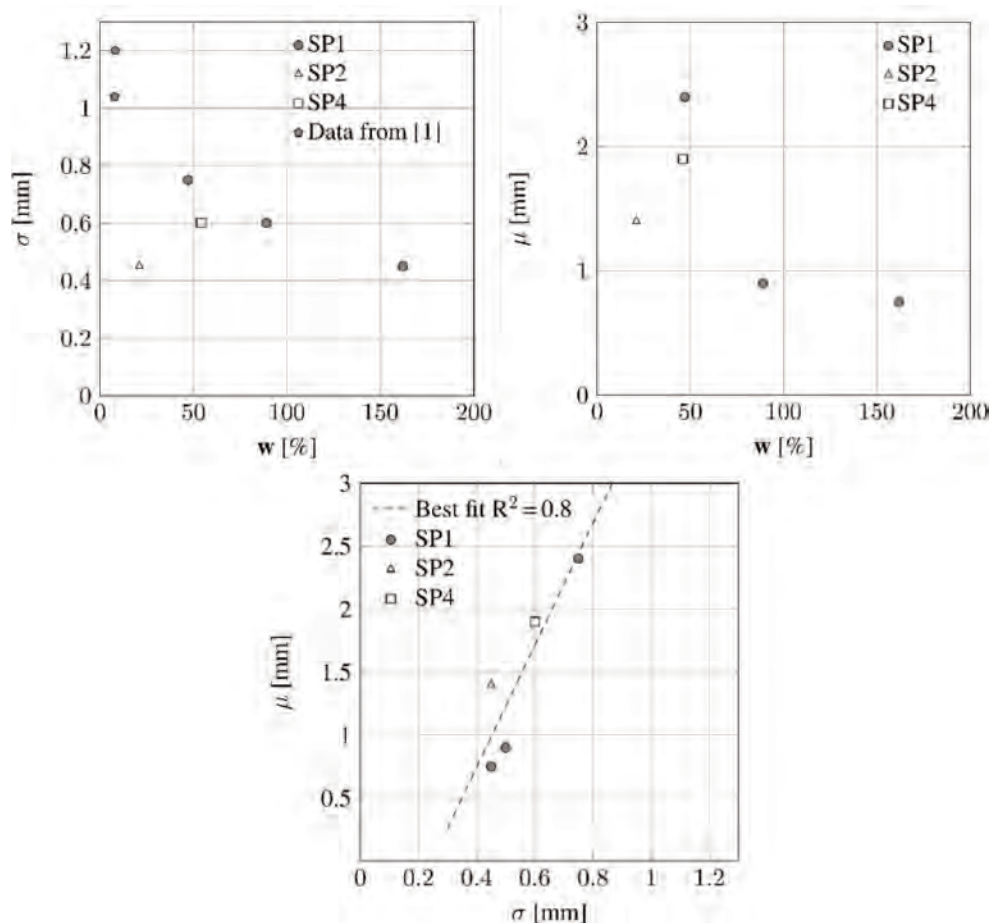 1.2
1
0.8
0.6
0.4
0.2
0
σ [mm]
SP1
SP2
SP4
Data from |1|
0 50 100 150 200
w [%]
3
2
1
0
μ [mm]
SP1
SP2
SP4
0 50 100 150 200
w [%]
3
2.5
2
1.5
1
0.5
μ [mm]
Best fit R² = 0.8
SP1
SP2
SP4
0 0.2 0.4 0.6 0.8 1 1.2
σ [mm]